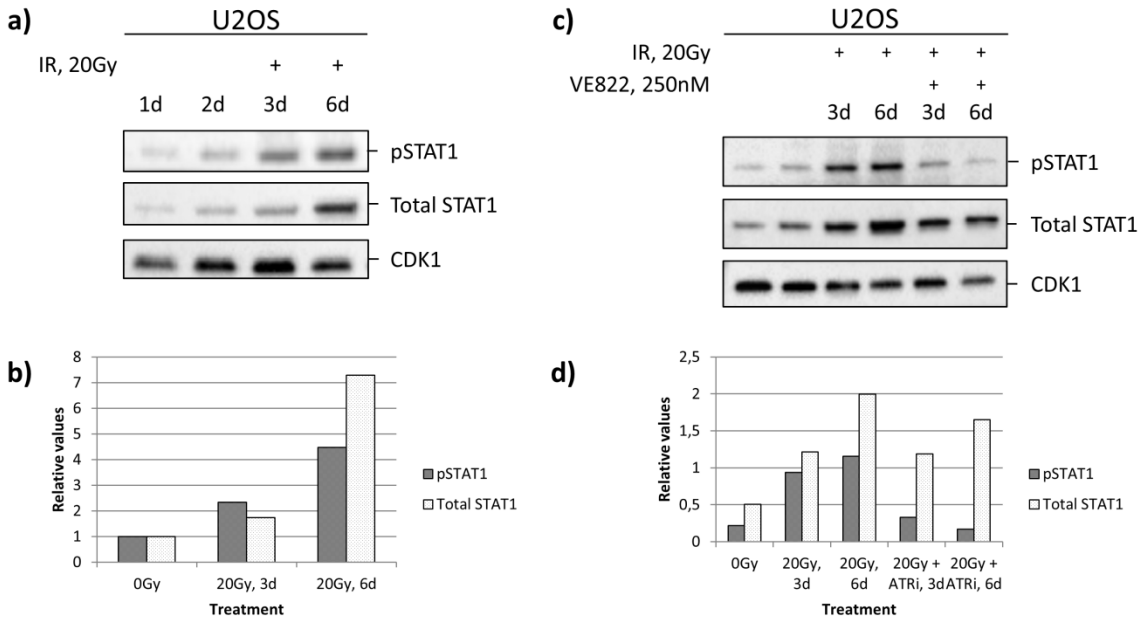 a)
U2OS
IR, 20Gy + +
1d 2d 3d 6d
pSTAT1
Total STAT1
CDK1
b)
8
7
6
5
4
3
2
1
0
Relative values
0Gy 20Gy, 3d 20Gy, 6d
Treatment
pSTAT1
Total STAT1
c)
U2OS
IR, 20Gy + + + +
VE822, 250nM + +
3d 6d 3d 6d
pSTAT1
Total STAT1
CDK1
d)
2,5
2
1,5
1
0,5
0
Relative values
0Gy 20Gy, 20Gy, 20Gy + 20Gy +
3d 6d ATRi, 3d ATRi, 6d
Treatment
pSTAT1
Total STAT1